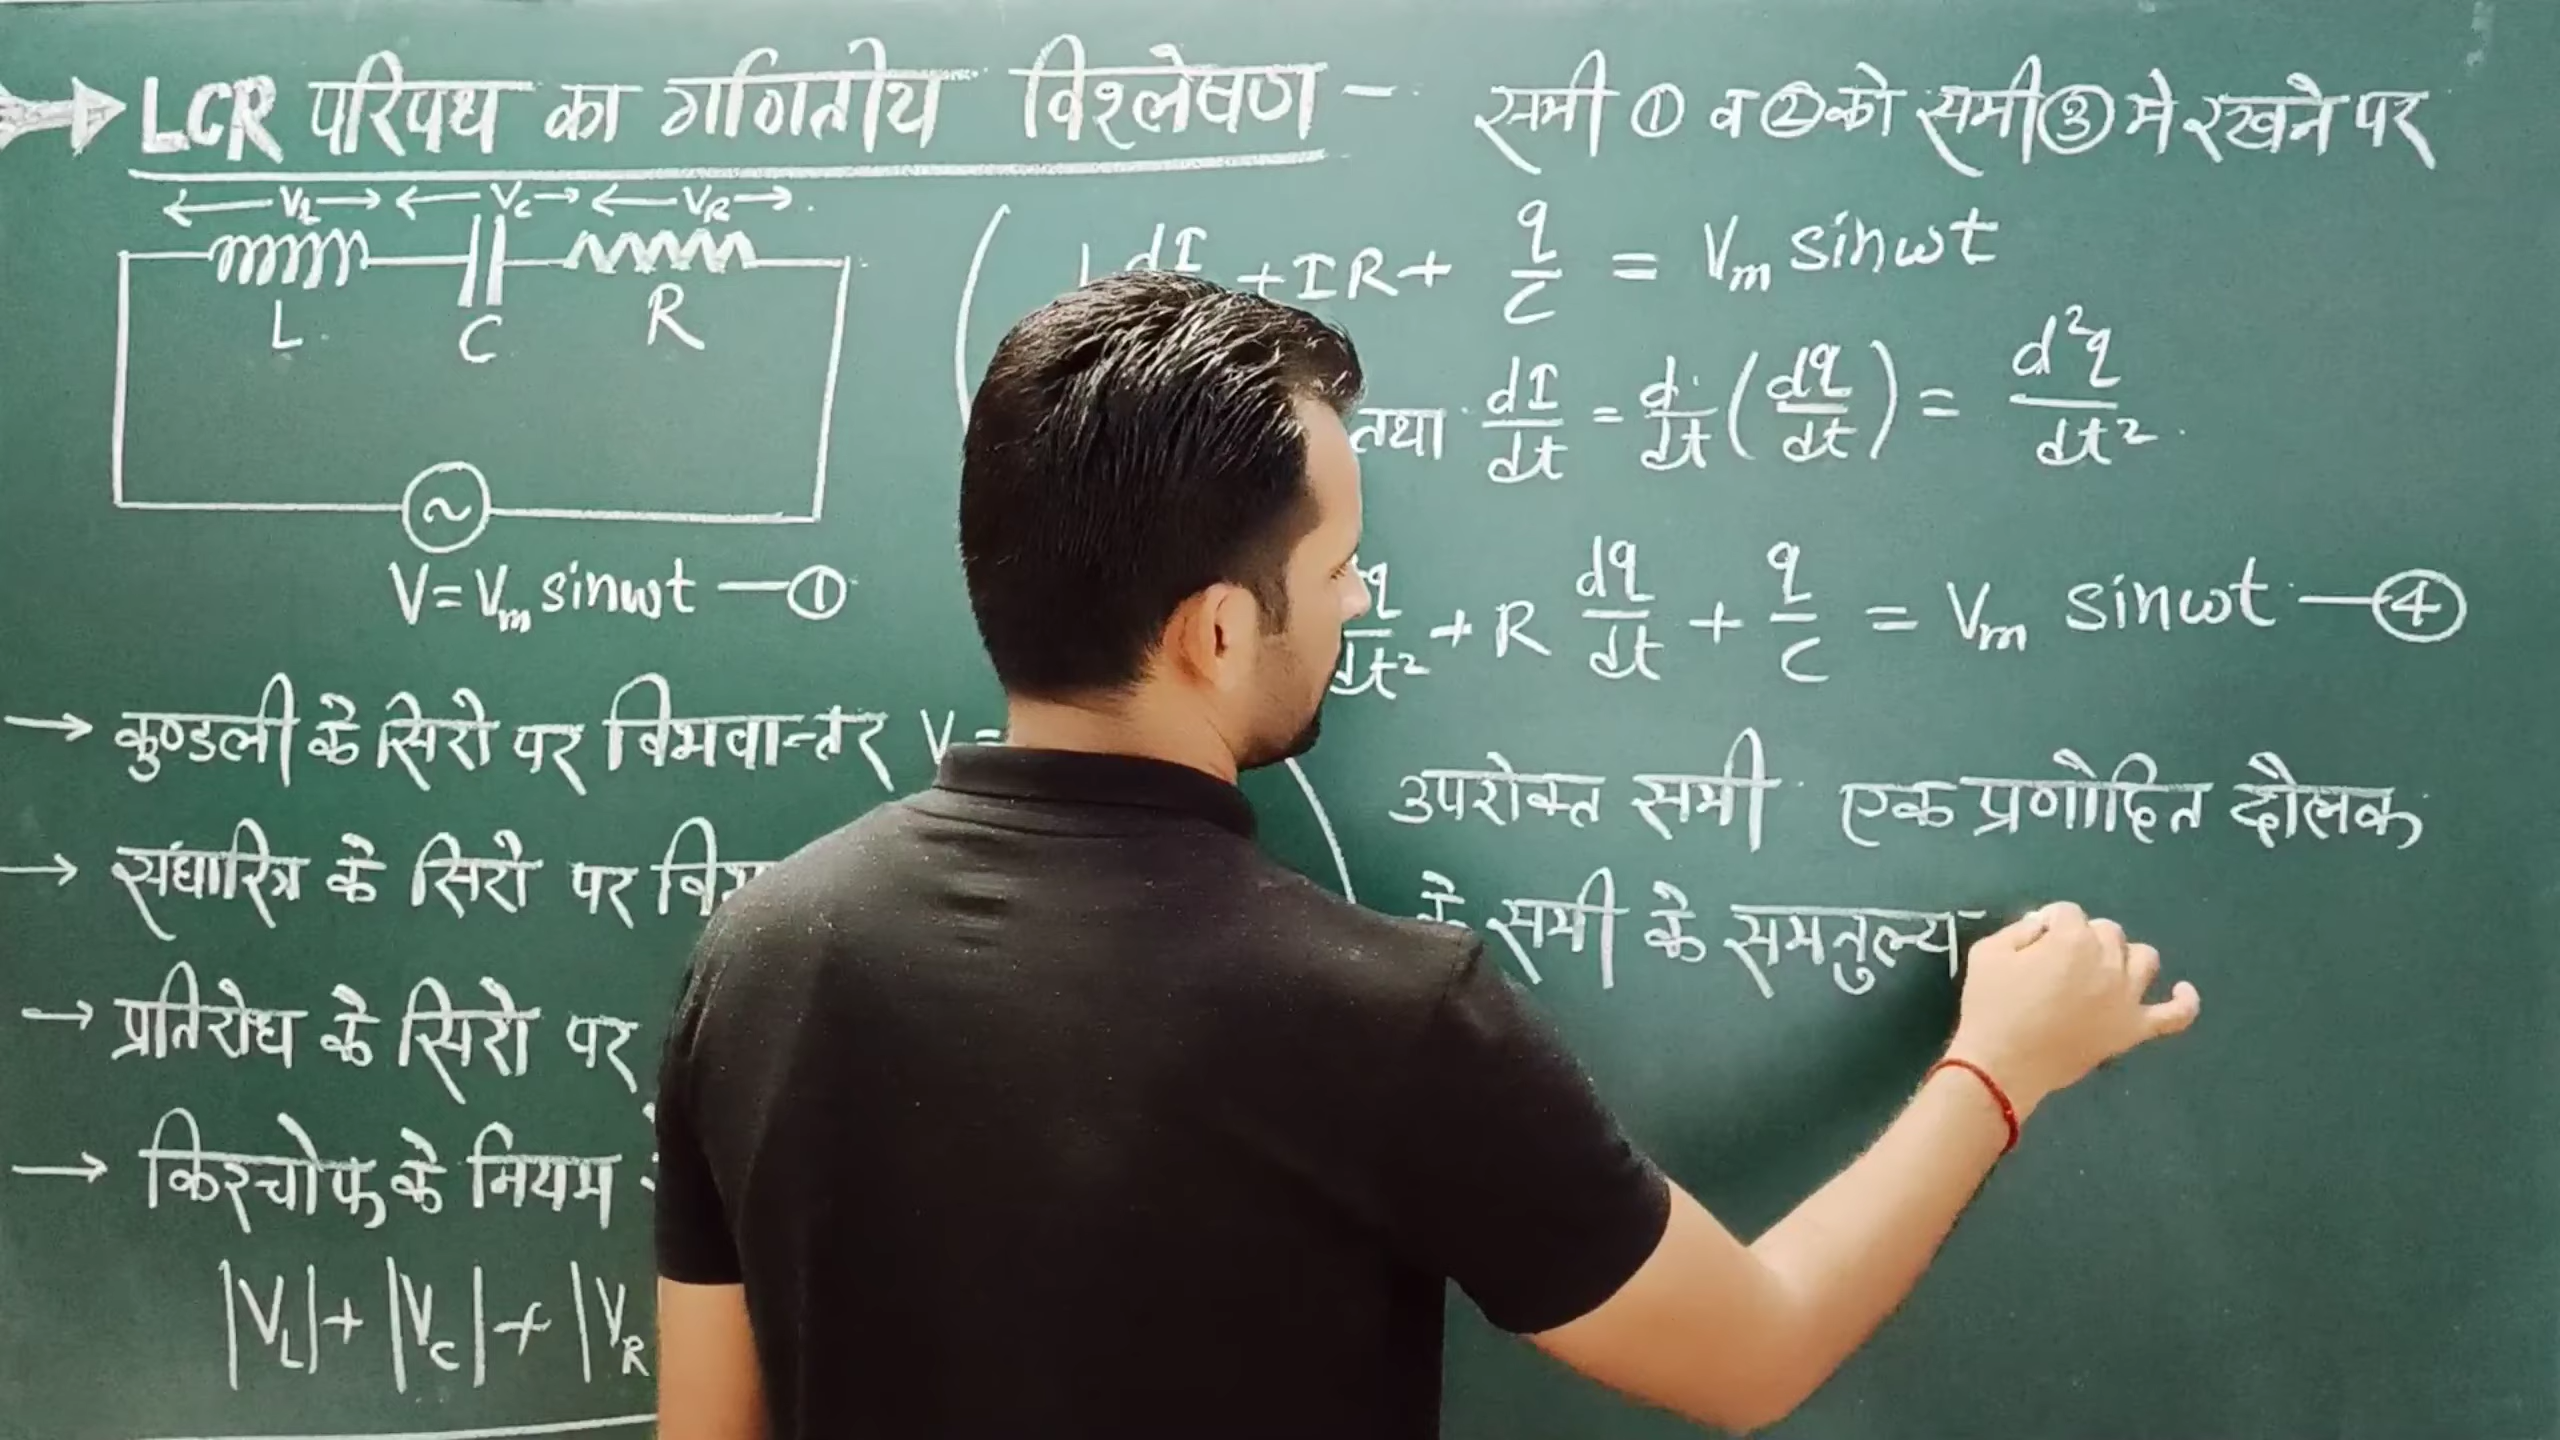 LCR परिपथ का गणितीय विश्लेषण -
V_L V_C V_R
L C R
V = V_m sinωt —①
→ कुण्डली के सिरो पर विभवान्तर V =
→ संधारित्र के सिरो पर
→ प्रतिरोध के सिरो पर
→ किरचोफ के नियम
|V_L| + |V_C| + |V_R
समी ① व ② को समी ③ मे रखने पर
L dI + IR + q/C = V_m sinωt
तथा dI/dt = d/dt (dq/dt) = d²q/dt²
q/dt² + R dq/dt + q/C = V_m sinωt —④
उपरोक्त समी एक प्रणोदित दौलक
के समी के समतुल्य